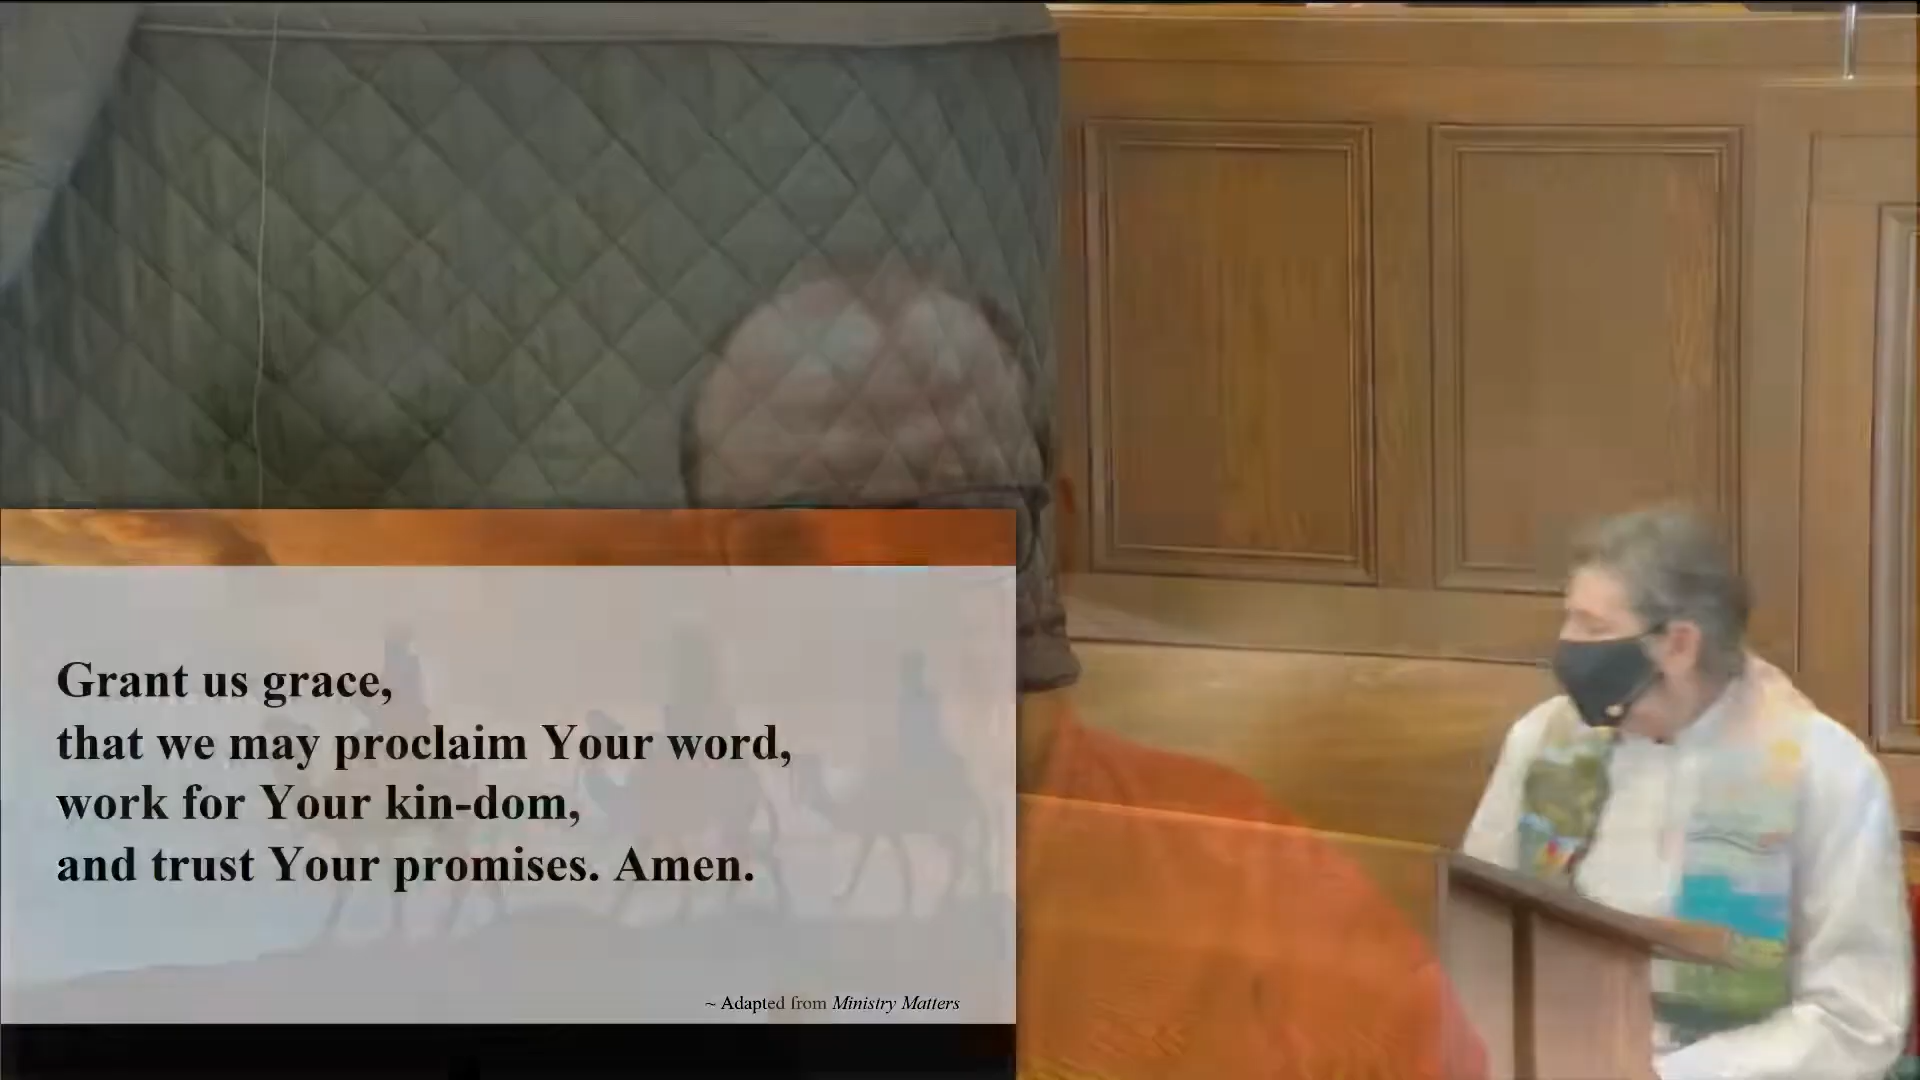 Grant us grace,
that we may proclaim Your word,
work for Your kin-dom,
and trust Your promises. Amen.
~ Adapted from Ministry Matters